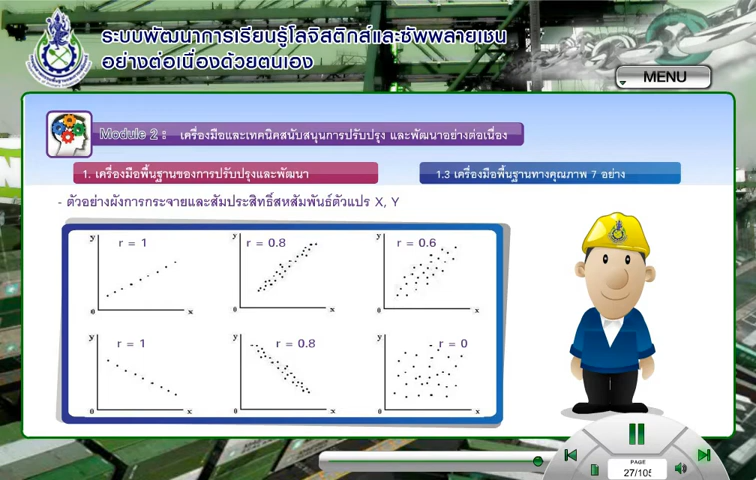 ระบบพัฒนาการเรียนรู้โลจิสติกส์และซัพพลายเชน
อย่างต่อเนื่องด้วยตนเอง
MENU
Module 2 : เครื่องมือและเทคนิคสนับสนุนการปรับปรุง และพัฒนาอย่างต่อเนื่อง
1. เครื่องมือพื้นฐานของการปรับปรุงและพัฒนา
1.3 เครื่องมือพื้นฐานทางคุณภาพ 7 อย่าง
- ตัวอย่างผังการกระจายและสัมประสิทธิ์สหสัมพันธ์ตัวแปร X, Y
y r = 1
0 x
y r = 0.8
0 x
y r = 0.6
0 x
y r = 1
0 x
y r = 0.8
0 x
y r = 0
0 x
PAGE
27/105